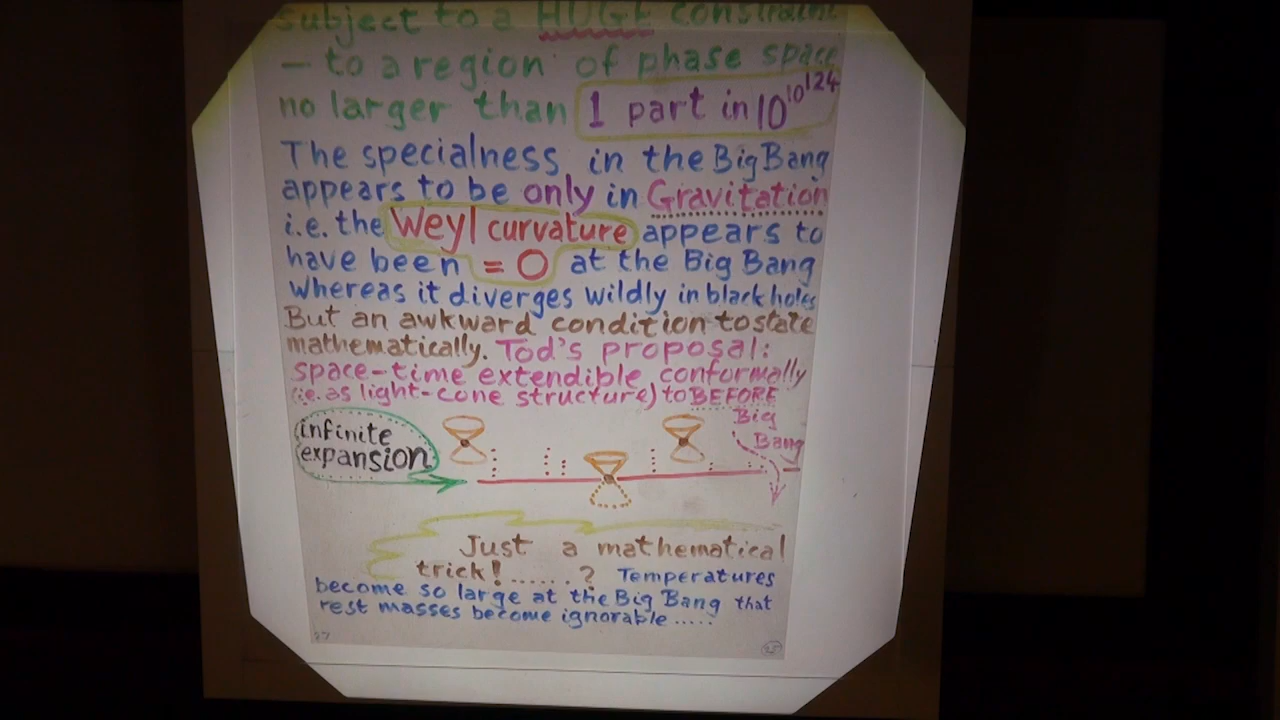 subject to a HUGE constraint
– to a region of phase space
no larger than 1 part in 10^10^124
The specialness in the Big Bang
appears to be only in Gravitation
i.e. the Weyl curvature appears to
have been = 0 at the Big Bang
whereas it diverges wildly in black holes
But an awkward condition to state
mathematically. Tod's proposal:
space-time extendible conformally
(i.e. as light-cone structure) to BEFORE
Big
Bang
infinite
expansion
Just a mathematical
trick!......? Temperatures
become so large at the Big Bang that
rest masses become ignorable.....